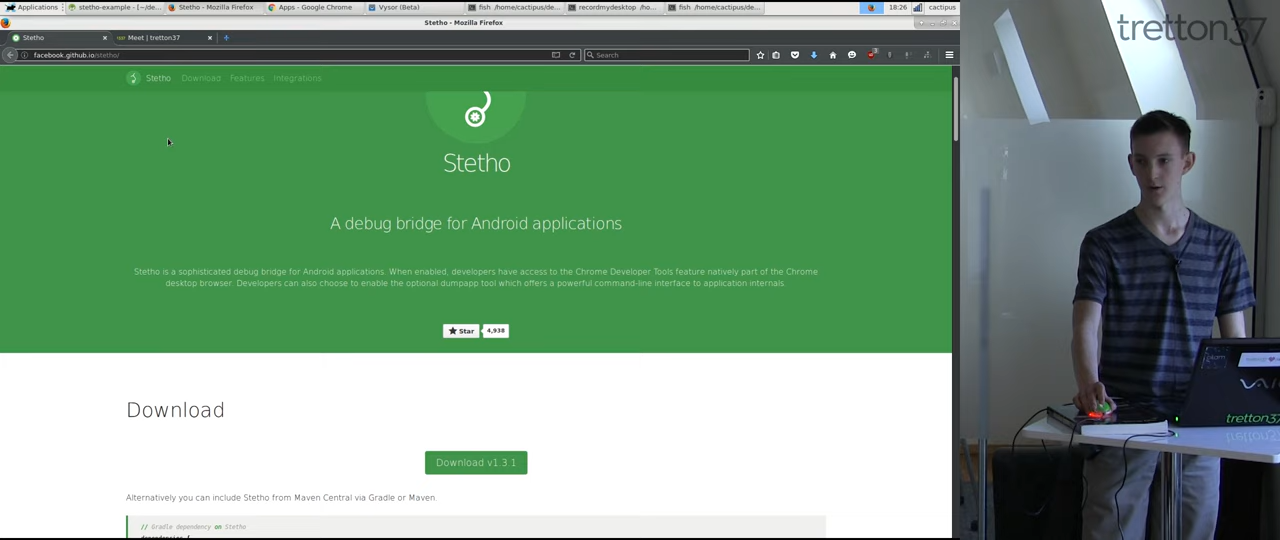 Applications
stetho-example - [~/de...
Stetho - Mozilla Firefox
Apps - Google Chrome
Vysor (Beta)
fish /home/cactipus/de...
recordmydesktop /ho...
fish /home/cactipus/de...
18:26
cactipus
Stetho - Mozilla Firefox
Stetho
Meet | tretton37
facebook.github.io/stetho/
Search
Stetho
Download
Features
Integrations
Stetho
A debug bridge for Android applications
Stetho is a sophisticated debug bridge for Android applications. When enabled, developers have access to the Chrome Developer Tools feature natively part of the Chrome
desktop browser. Developers can also choose to enable the optional dumpapp tool which offers a powerful command-line interface to application internals.
Star
4,938
Download
Download v1.3.1
Alternatively you can include Stetho from Maven Central via Gradle or Maven.
// Gradle dependency on Stetho
tretton37
VAIO
tretton37